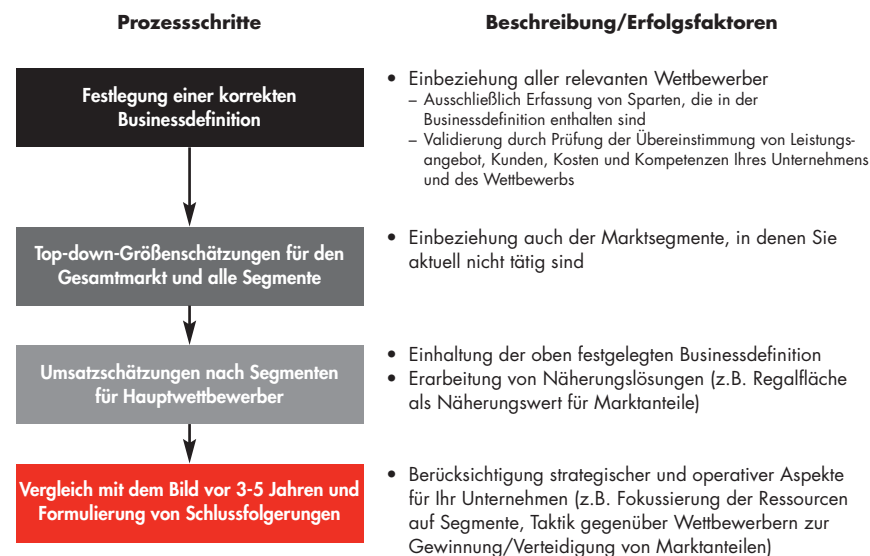 Prozessschritte
Beschreibung/Erfolgsfaktoren
Festlegung einer korrekten
Businessdefinition
• Einbeziehung aller relevanten Wettbewerber
– Ausschließlich Erfassung von Sparten, die in der
Businessdefinition enthalten sind
– Validierung durch Prüfung der Übereinstimmung von Leistungs-
angebot, Kunden, Kosten und Kompetenzen Ihres Unternehmens
und des Wettbewerbs
Top-down-Größenschätzungen für den
Gesamtmarkt und alle Segmente
• Einbeziehung auch der Marktsegmente, in denen Sie
aktuell nicht tätig sind
Umsatzschätzungen nach Segmenten
für Hauptwettbewerber
• Einhaltung der oben festgelegten Businessdefinition
• Erarbeitung von Näherungslösungen (z.B. Regalfläche
als Näherungswert für Marktanteile)
Vergleich mit dem Bild vor 3-5 Jahren und
Formulierung von Schlussfolgerungen
• Berücksichtigung strategischer und operativer Aspekte
für Ihr Unternehmen (z.B. Fokussierung der Ressourcen
auf Segmente, Taktik gegenüber Wettbewerbern zur
Gewinnung/Verteidigung von Marktanteilen)